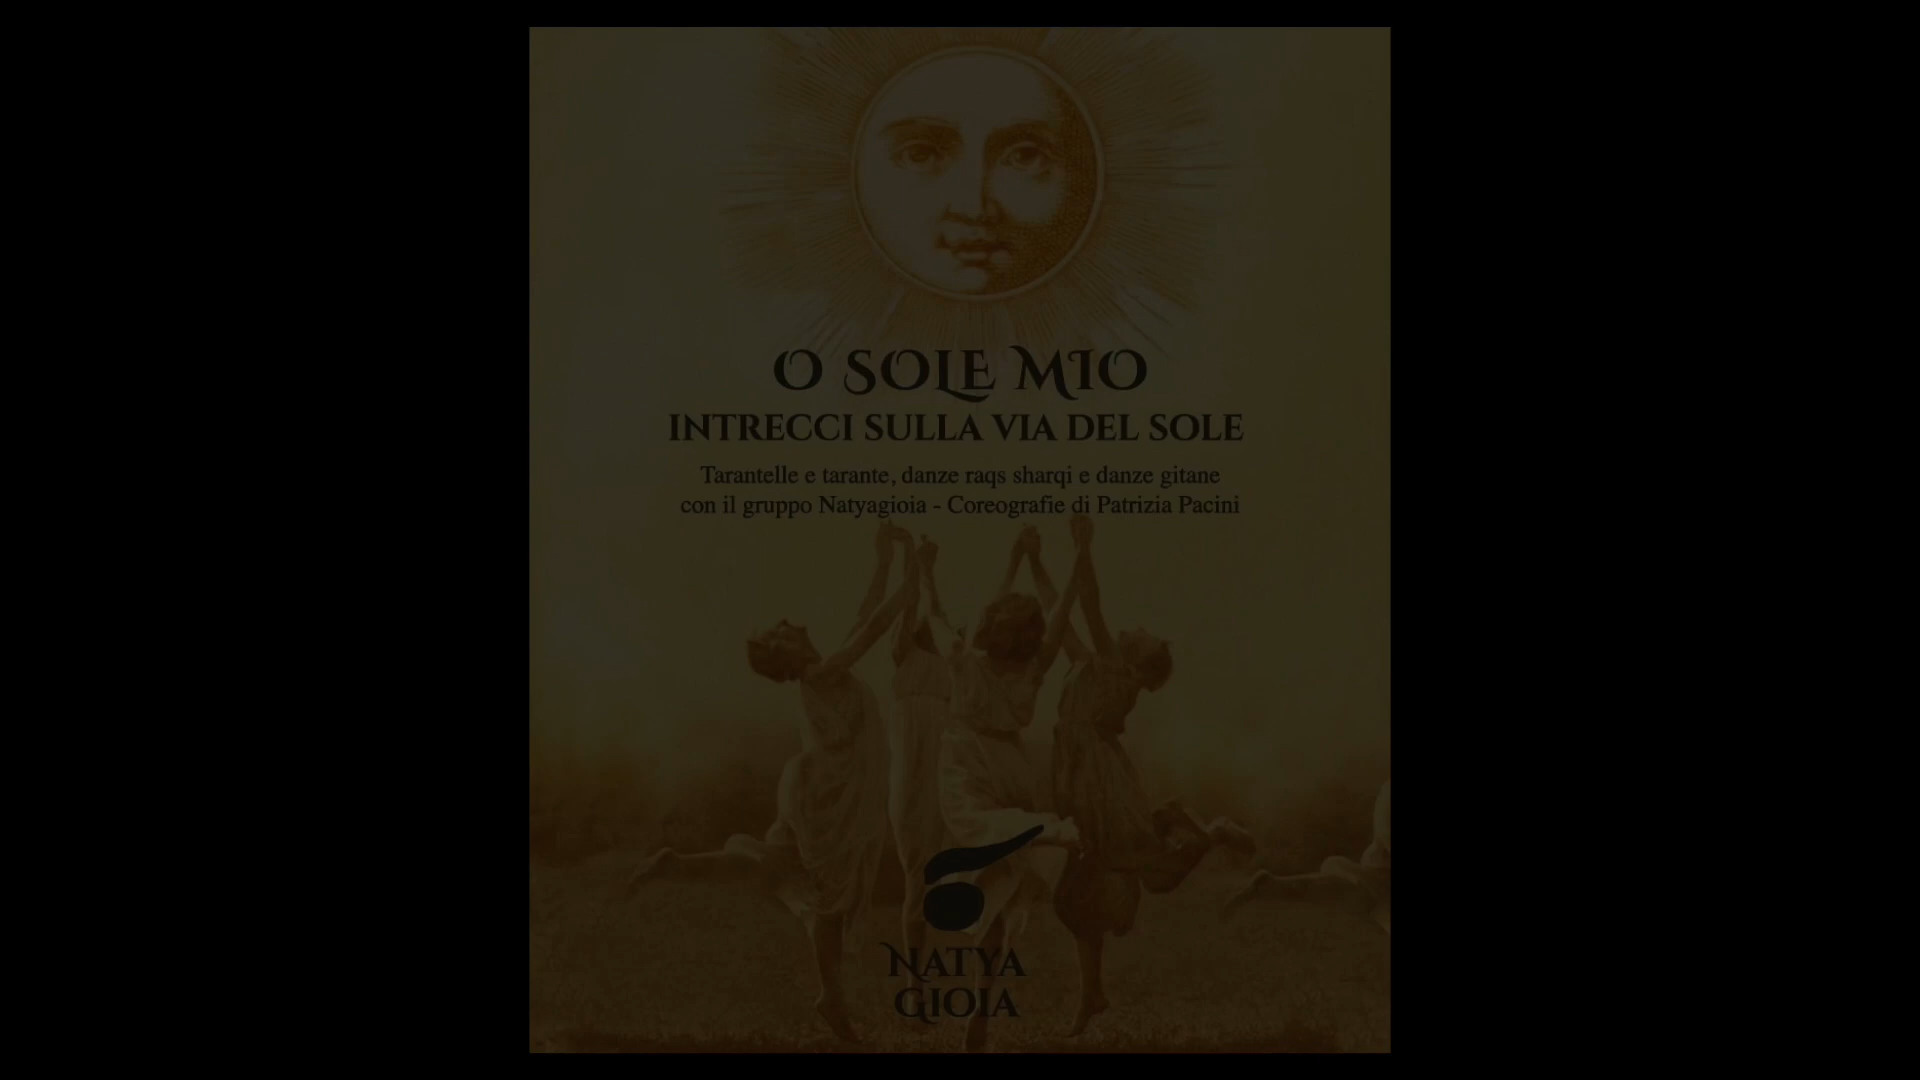 O SOLE MIO
INTRECCI SULLA VIA DEL SOLE
Tarantelle e tarante, danze raqs sharqi e danze gitane
con il gruppo Natyagioia - Coreografie di Patrizia Pacini
NATYA
GIOIA